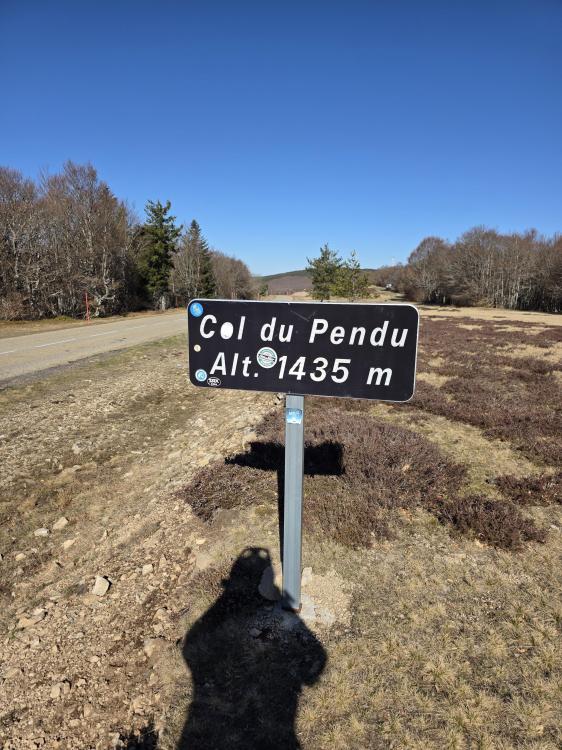 Col du Pendu
Alt. 1435 m